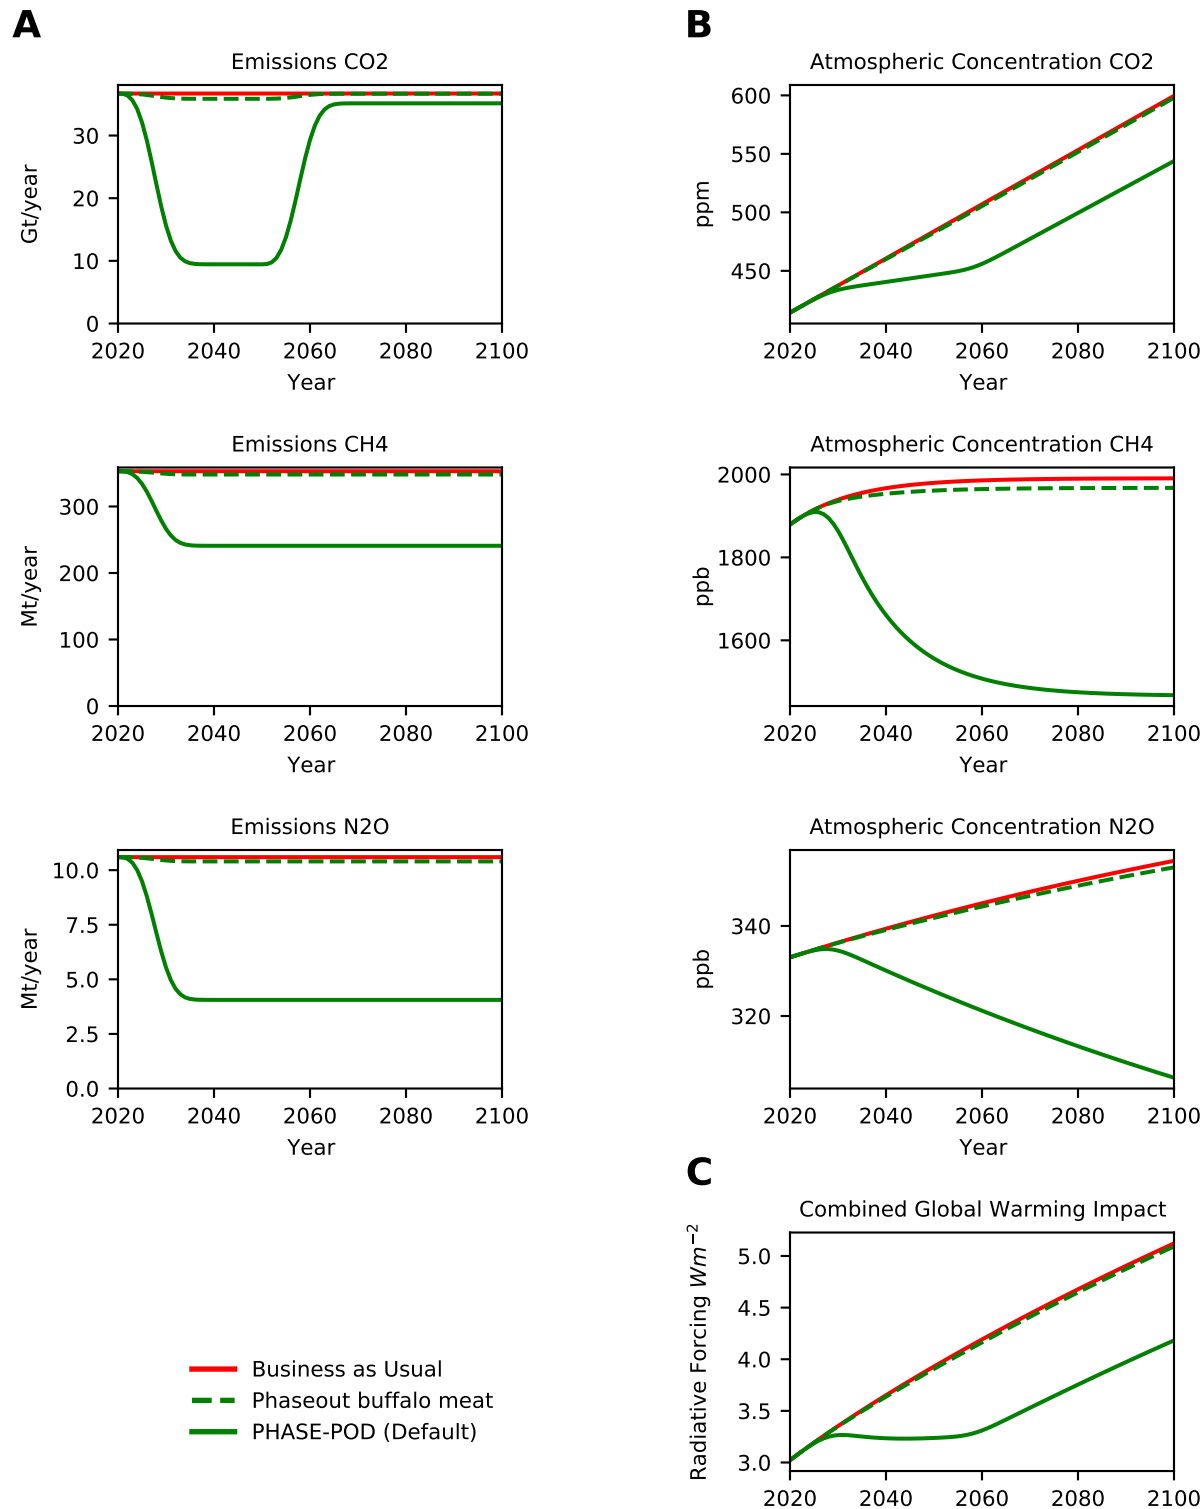 A
Emissions CO2
Gt/year
30
20
10
0
2020 2040 2060 2080 2100
Year
Emissions CH4
Mt/year
300
200
100
0
2020 2040 2060 2080 2100
Year
Emissions N2O
Mt/year
10.0
7.5
5.0
2.5
0.0
2020 2040 2060 2080 2100
Year
Business as Usual
Phaseout buffalo meat
PHASE-POD (Default)
B
Atmospheric Concentration CO2
ppm
600
550
500
450
2020 2040 2060 2080 2100
Year
Atmospheric Concentration CH4
ppb
2000
1800
1600
2020 2040 2060 2080 2100
Year
Atmospheric Concentration N2O
ppb
340
320
2020 2040 2060 2080 2100
Year
C
Combined Global Warming Impact
Radiative Forcing Wm⁻²
5.0
4.5
4.0
3.5
3.0
2020 2040 2060 2080 2100